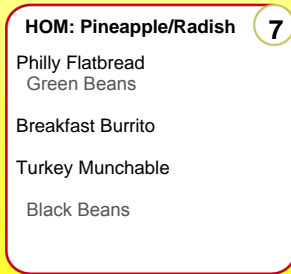 HOM: Pineapple/Radish 7
Philly Flatbread
Green Beans
Breakfast Burrito
Turkey Munchable
Black Beans